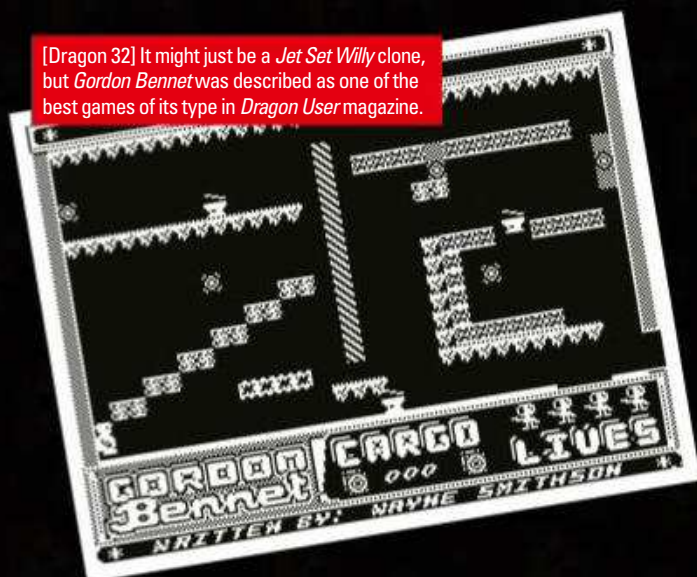 [Dragon 32] It might just be a Jet Set Willy clone,
but Gordon Bennet was described as one of the
best games of its type in Dragon User magazine.
GORDON
Bennet
CARGO
000
LIVES
* WRITTEN BY: WAYNE SMITHSON *